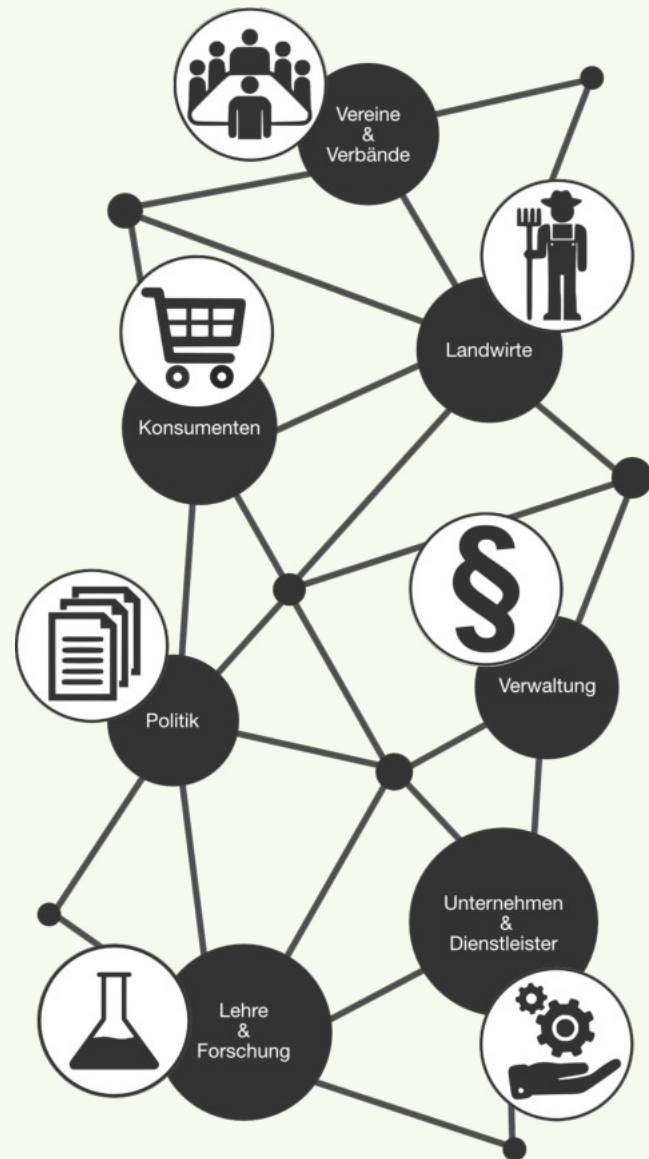 Vereine
&
Verbände
Landwirte
Konsumenten
§
Verwaltung
Politik
Unternehmen
&
Dienstleister
Lehre
&
Forschung